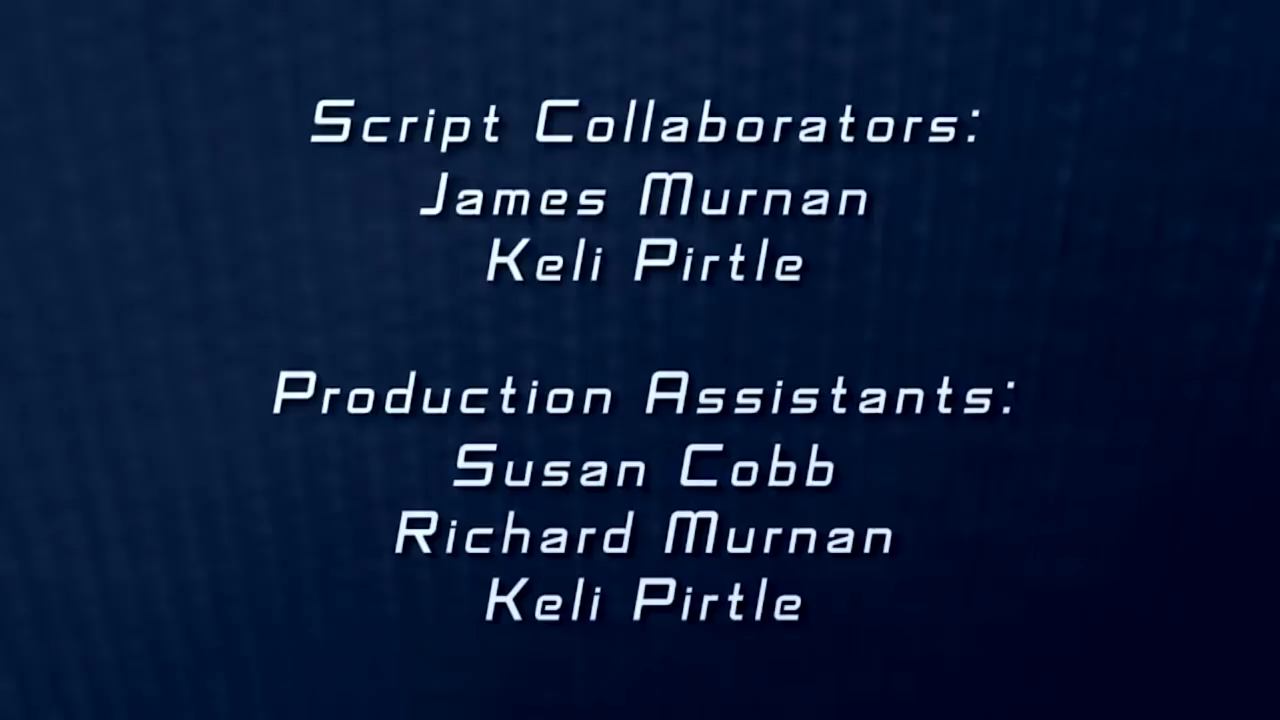 Script Collaborators:
James Murnan
Keli Pirtle
Production Assistants:
Susan Cobb
Richard Murnan
Keli Pirtle